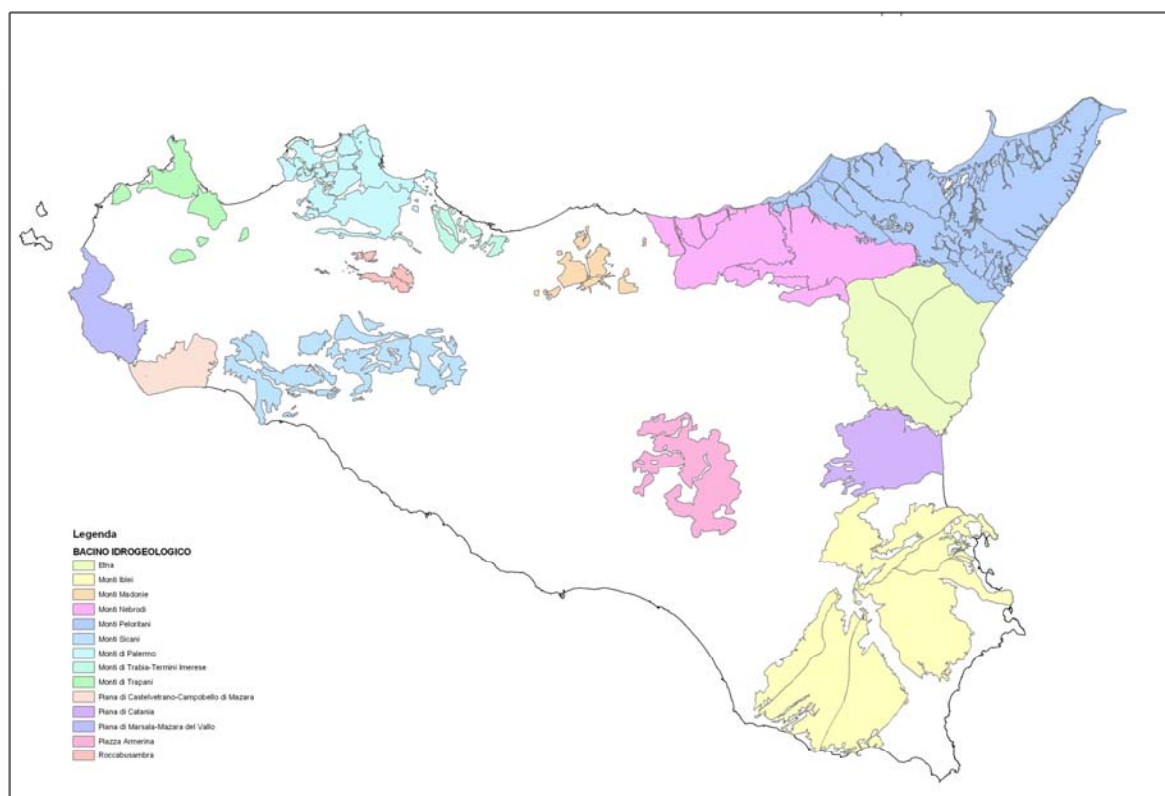 Legenda
BACINO IDROGEOLOGICO
Etna
Monti Iblei
Monti Madonie
Monti Nebrodi
Monti Peloritani
Monti Sicani
Monti di Palermo
Monti di Trabia-Termini Imerese
Monti di Trapani
Piana di Castelvetrano-Campobello di Mazara
Piana di Catania
Piana di Marsala-Mazara del Vallo
Piazza Armerina
Roccabusambra